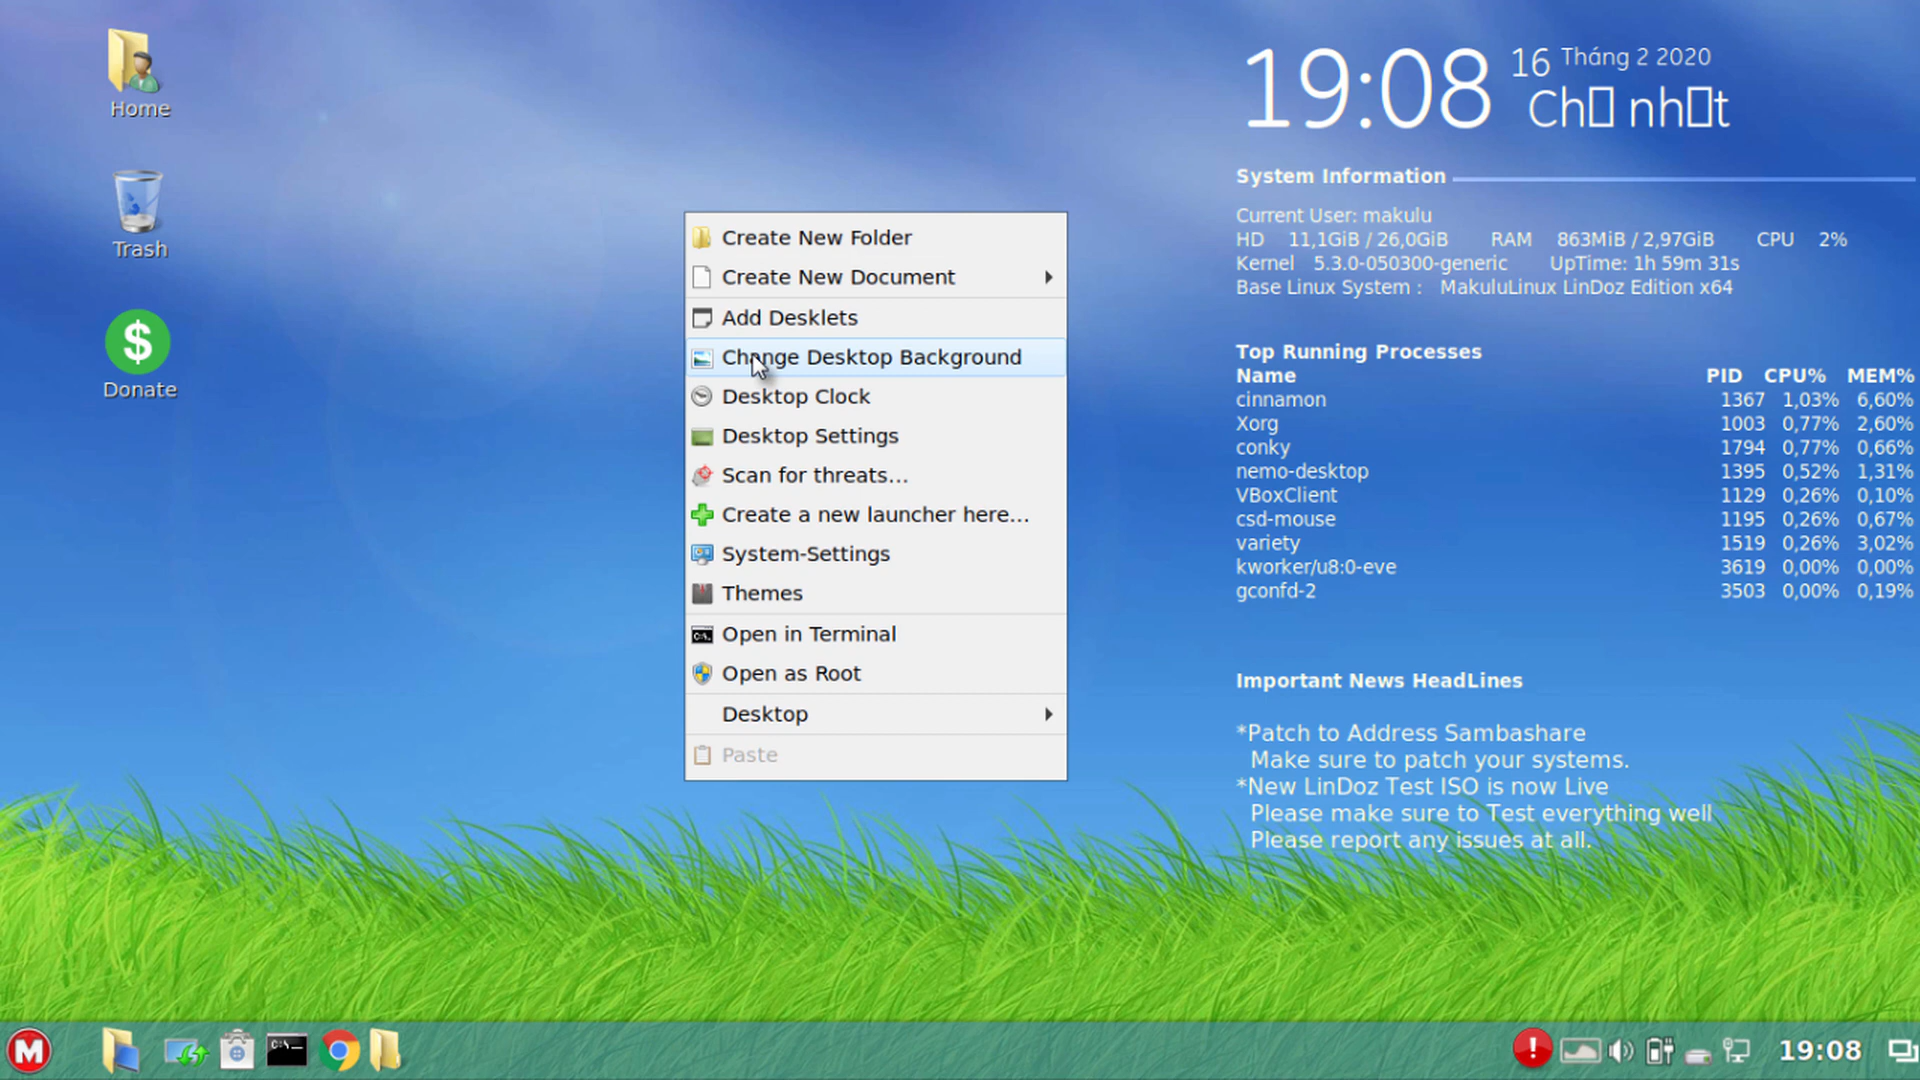 Home
Trash
Donate
Create New Folder
Create New Document
Add Desklets
Change Desktop Background
Desktop Clock
Desktop Settings
Scan for threats...
Create a new launcher here...
System-Settings
Themes
Open in Terminal
Open as Root
Desktop
Paste
19:08 16 Tháng 2 2020
Ch□ nh□t
System Information
Current User: makulu
HD 11,1GiB / 26,0GiB RAM 863MiB / 2,97GiB CPU 2%
Kernel 5.3.0-050300-generic UpTime: 1h 59m 31s
Base Linux System : MakuluLinux LinDoz Edition x64
Top Running Processes
Name PID CPU% MEM%
cinnamon 1367 1,03% 6,60%
Xorg 1003 0,77% 2,60%
conky 1794 0,77% 0,66%
nemo-desktop 1395 0,52% 1,31%
VBoxClient 1129 0,26% 0,10%
csd-mouse 1195 0,26% 0,67%
variety 1519 0,26% 3,02%
kworker/u8:0-eve 3619 0,00% 0,00%
gconfd-2 3503 0,00% 0,19%
Important News HeadLines
*Patch to Address Sambashare
Make sure to patch your systems.
*New LinDoz Test ISO is now Live
Please make sure to Test everything well
Please report any issues at all.
M
C:\.
19:08